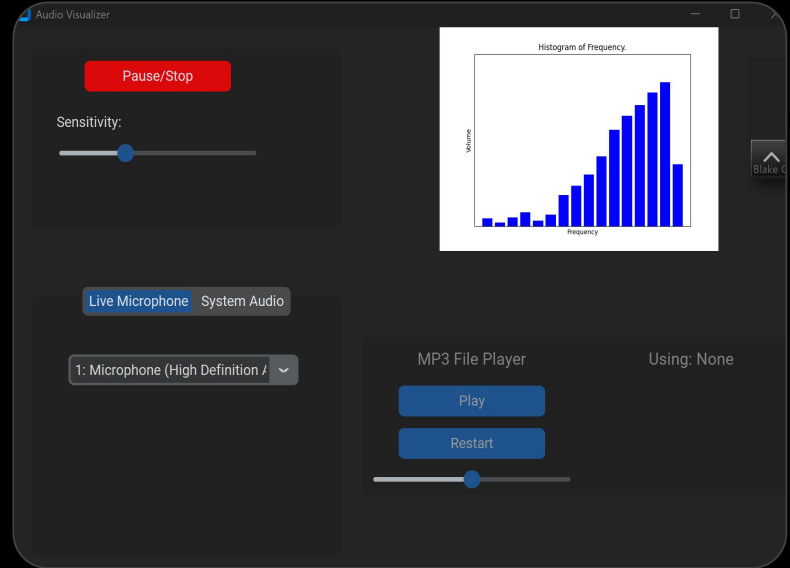 Audio Visualizer
Pause/Stop
Sensitivity:
Histogram of Frequency.
Volume
Frequency
Blake
Live Microphone System Audio
1: Microphone (High Definition
MP3 File Player Using: None
Play
Restart